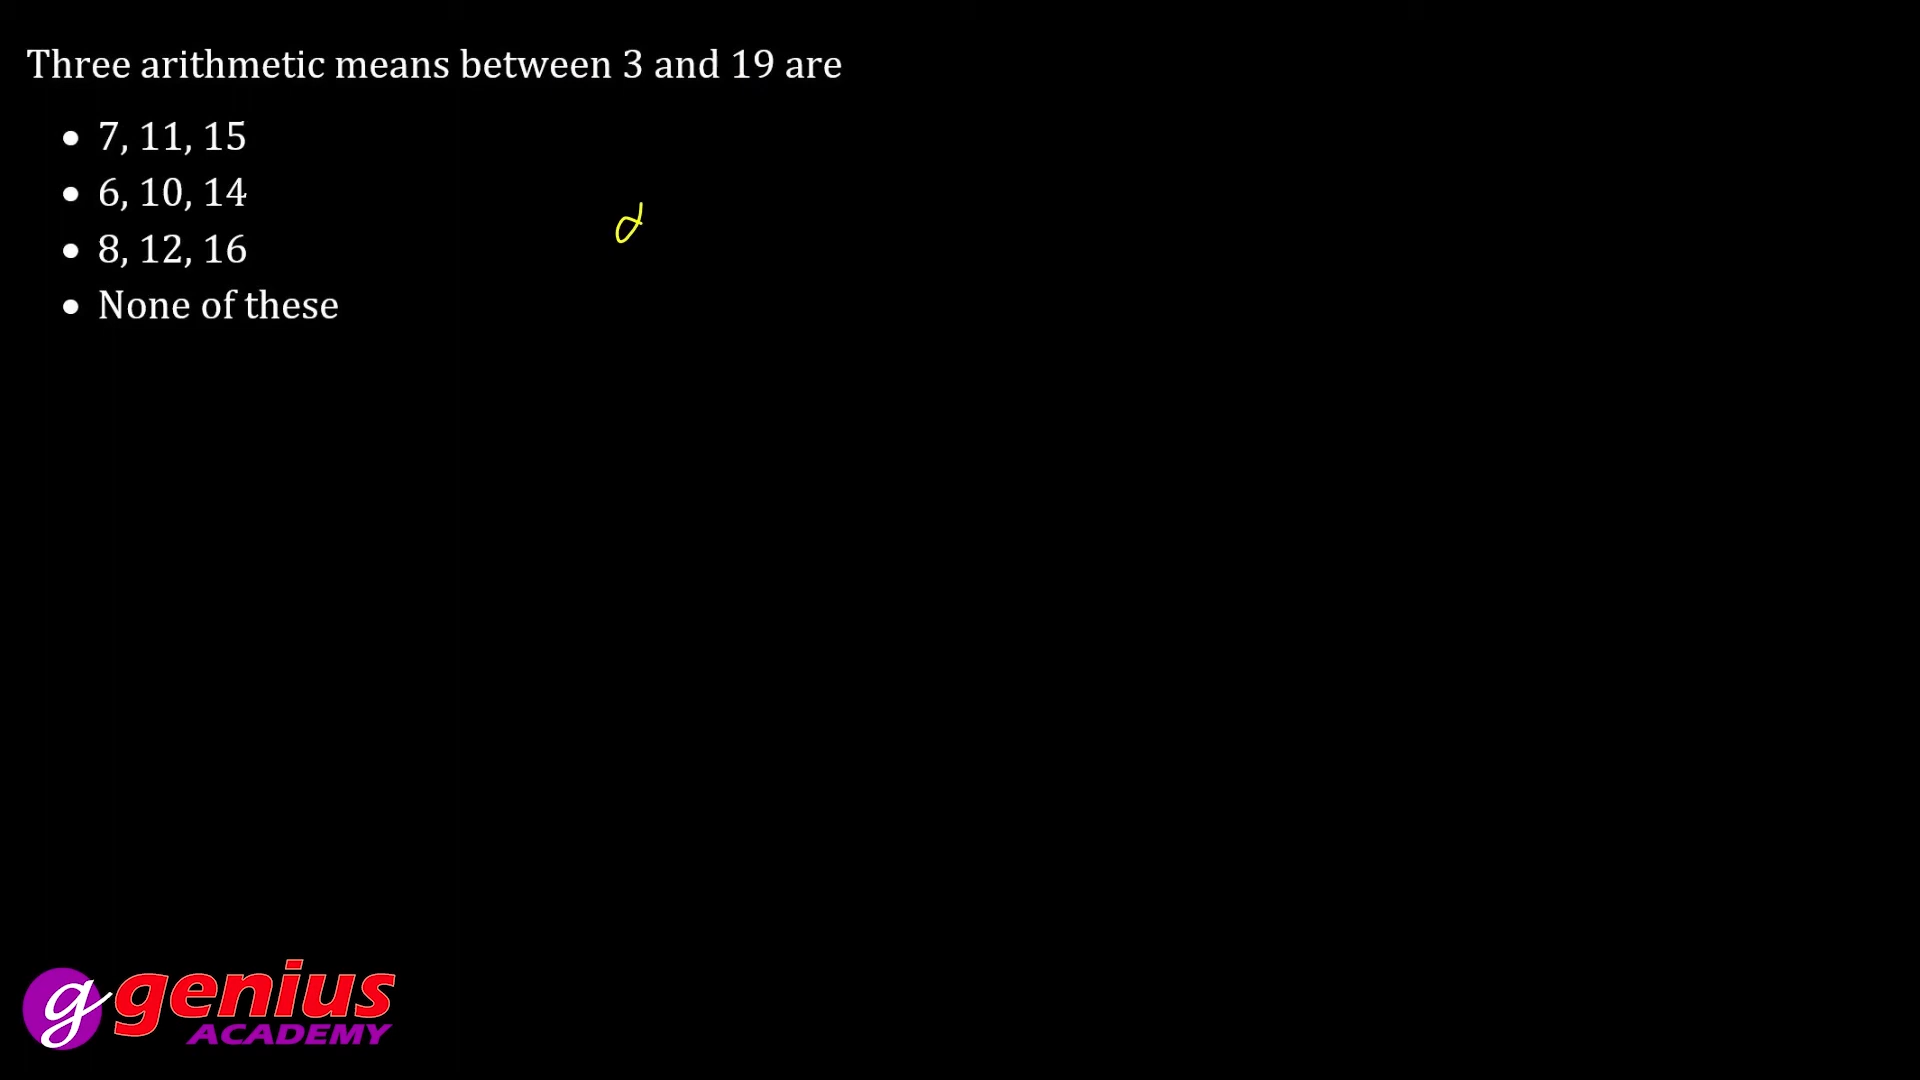 Three arithmetic means between 3 and 19 are
• 7, 11, 15
• 6, 10, 14
• 8, 12, 16
• None of these
g genius
ACADEMY